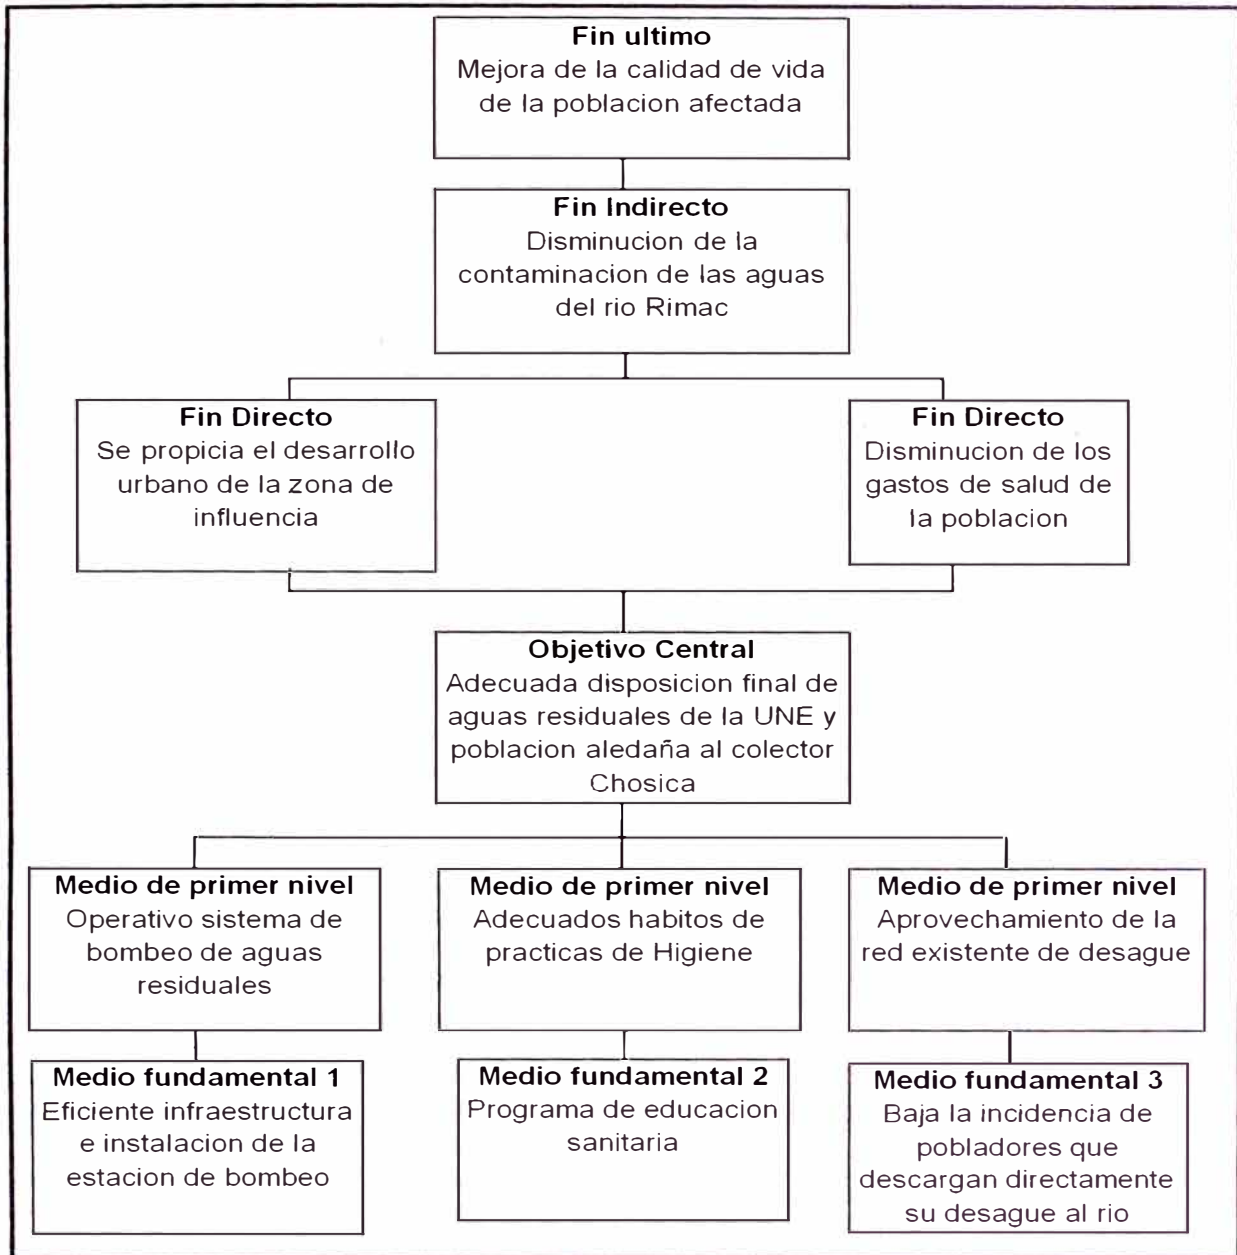 Fin ultimo
Mejora de la calidad de vida
de la poblacion afectada
Fin Indirecto
Disminucion de la
contaminacion de las aguas
del rio Rimac
Fin Directo
Se propicia el desarrollo
urbano de la zona de
influencia
Fin Directo
Disminucion de los
gastos de salud de
la poblacion
Objetivo Central
Adecuada disposicion final de
aguas residuales de la UNE y
poblacion aledaña al colector
Chosica
Medio de primer nivel
Operativo sistema de
bombeo de aguas
residuales
Medio de primer nivel
Adecuados habitos de
practicas de Higiene
Medio de primer nivel
Aprovechamiento de la
red existente de desague
Medio fundamental 1
Eficiente infraestructura
e instalacion de la
estacion de bombeo
Medio fundamental 2
Programa de educacion
sanitaria
Medio fundamental 3
Baja la incidencia de
pobladores que
descargan directamente
su desague al rio